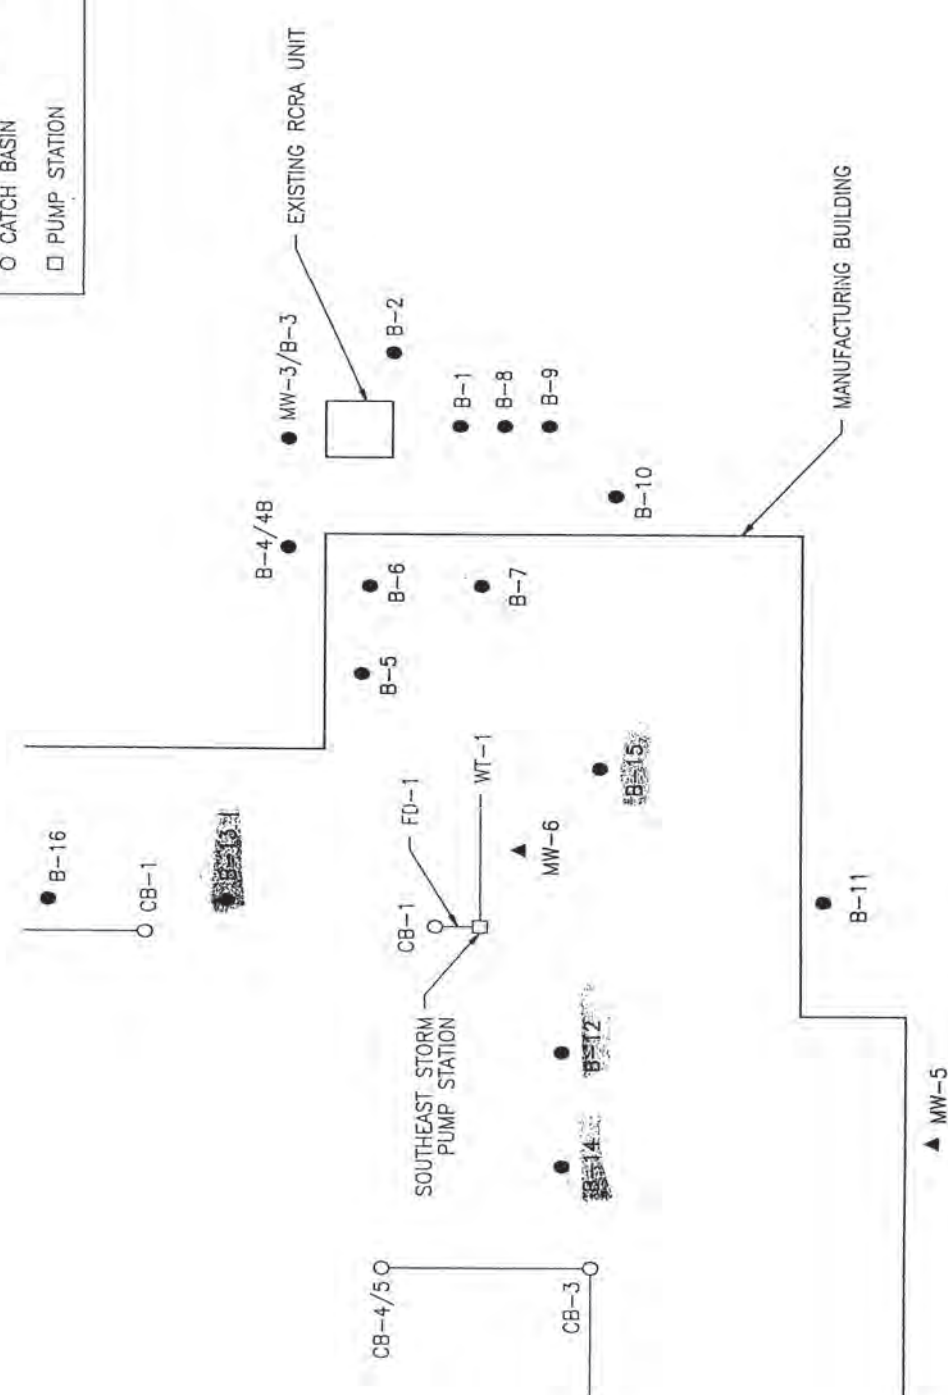 ○ CATCH BASIN
□ PUMP STATION
EXISTING RCRA UNIT
MW-3/B-3
B-2
B-4/4B
B-1
B-8
B-9
B-10
MANUFACTURING BUILDING
B-6
B-5
B-7
B-16
CB-1
B-13
FD-1
WT-1
CB-1
MW-6
B-15
B-11
SOUTHEAST STORM
PUMP STATION
B-12
B-14
CB-4/5
CB-3
MW-5